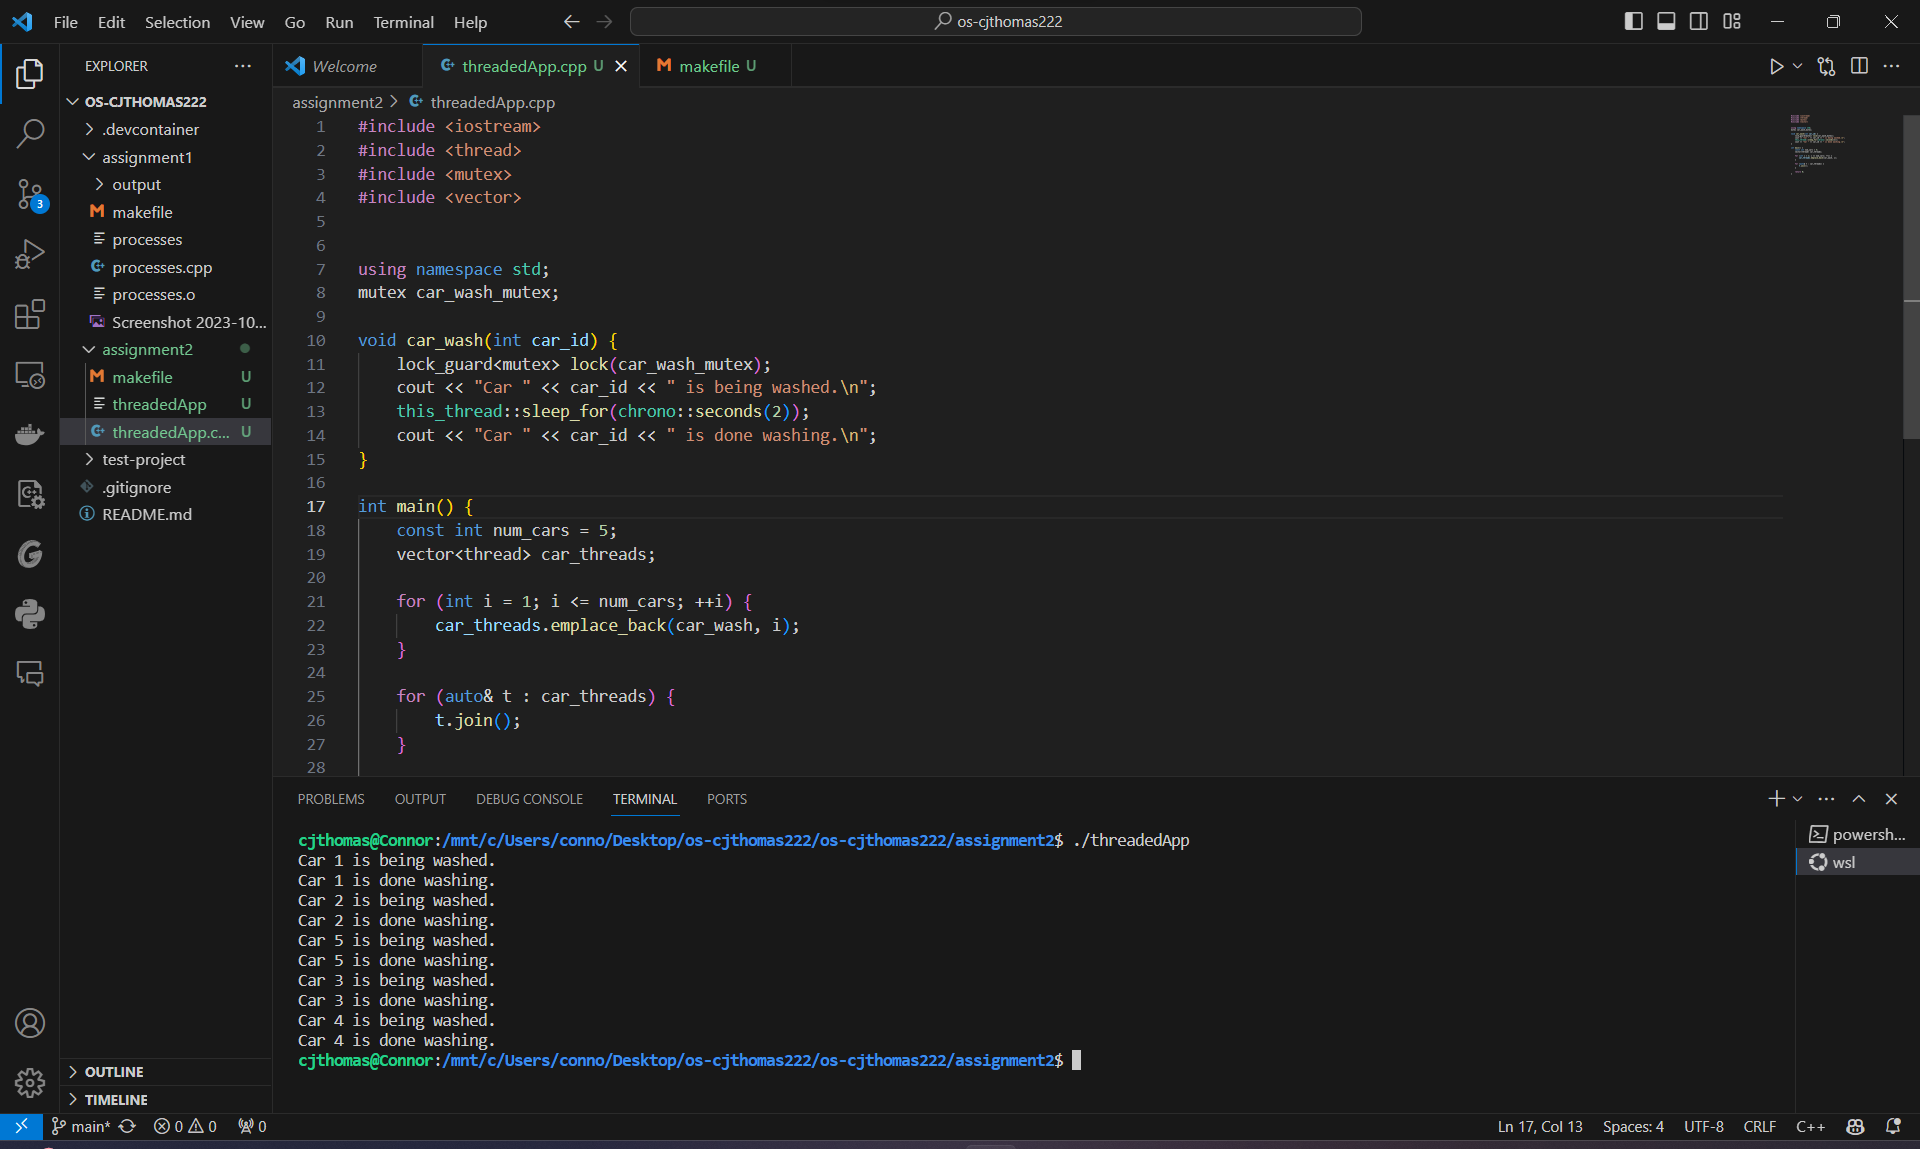 File Edit Selection View Go Run Terminal Help
os-cjthomas222
EXPLORER
Welcome
threadedApp.cpp U
makefile U
OS-CJTHOMAS222
.devcontainer
assignment1
output
makefile
processes
processes.cpp
processes.o
Screenshot 2023-10...
assignment2
makefile U
threadedApp U
threadedApp.c... U
test-project
.gitignore
README.md
OUTLINE
TIMELINE
3
assignment2 > threadedApp.cpp
1 #include <iostream>
2 #include <thread>
3 #include <mutex>
4 #include <vector>
5
6
7 using namespace std;
8 mutex car_wash_mutex;
9
10 void car_wash(int car_id) {
11 lock_guard<mutex> lock(car_wash_mutex);
12 cout << "Car " << car_id << " is being washed.\n";
13 this_thread::sleep_for(chrono::seconds(2));
14 cout << "Car " << car_id << " is done washing.\n";
15 }
16
17 int main() {
18 const int num_cars = 5;
19 vector<thread> car_threads;
20
21 for (int i = 1; i <= num_cars; ++i) {
22 car_threads.emplace_back(car_wash, i);
23 }
24
25 for (auto& t : car_threads) {
26 t.join();
27 }
28
PROBLEMS OUTPUT DEBUG CONSOLE TERMINAL PORTS
cjthomas@Connor:/mnt/c/Users/conno/Desktop/os-cjthomas222/os-cjthomas222/assignment2$ ./threadedApp
Car 1 is being washed.
Car 1 is done washing.
Car 2 is being washed.
Car 2 is done washing.
Car 5 is being washed.
Car 5 is done washing.
Car 3 is being washed.
Car 3 is done washing.
Car 4 is being washed.
Car 4 is done washing.
cjthomas@Connor:/mnt/c/Users/conno/Desktop/os-cjthomas222/os-cjthomas222/assignment2$
powersh...
wsl
main* 0 0 0
Ln 17, Col 13 Spaces: 4 UTF-8 CRLF C++